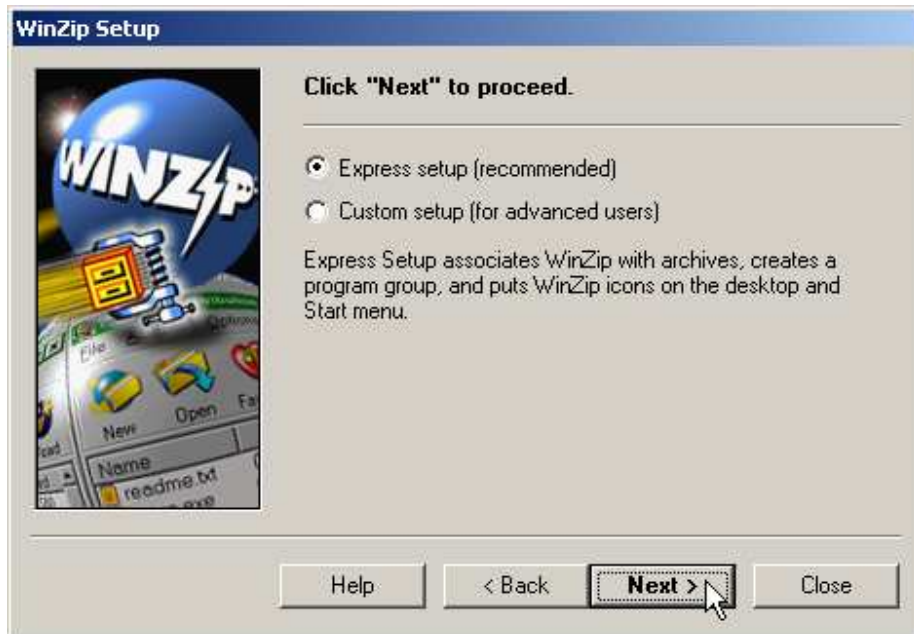 WinZip Setup
WINZIP
Click "Next" to proceed.
Express setup (recommended)
Custom setup (for advanced users)
Express Setup associates WinZip with archives, creates a
program group, and puts WinZip icons on the desktop and
Start menu.
File
New Open
Name
readme.txt
Help < Back Next > Close